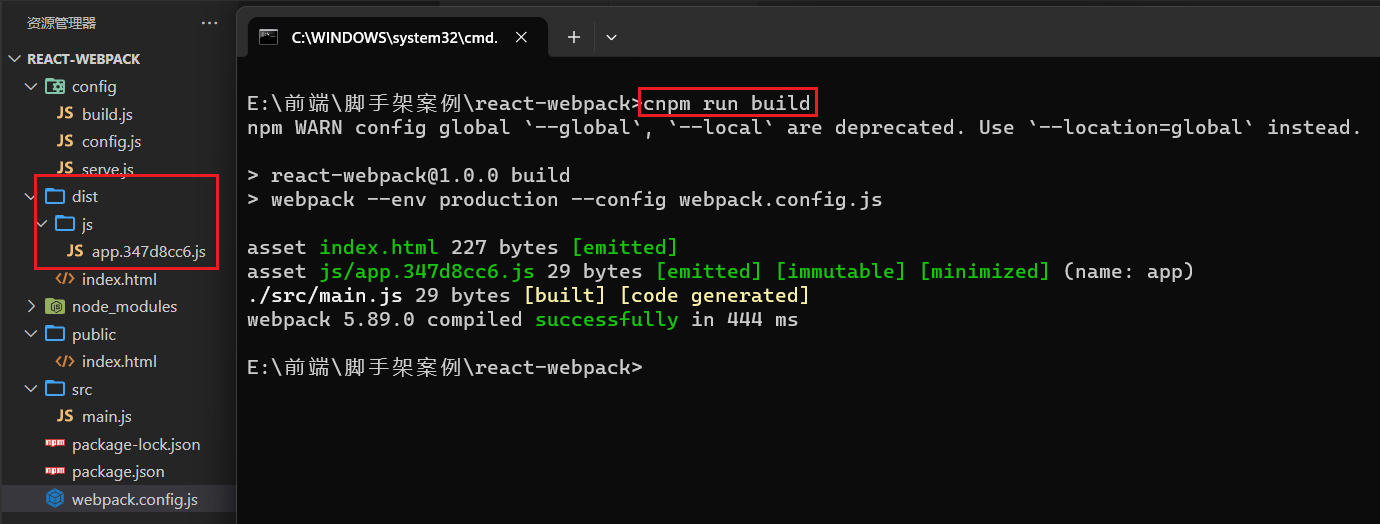 资源管理器 ···
REACT-WEBPACK
config
JS build.js
JS config.js
JS serve.js
dist
js
JS app.347d8cc6.js
</> index.html
node_modules
public
</> index.html
src
JS main.js
npm package-lock.json
npm package.json
webpack.config.js
C:\WINDOWS\system32\cmd.
E:\前端\脚手架案例\react-webpack>cnpm run build
npm WARN config global `--global`, `--local` are deprecated. Use `--location=global` instead.
> react-webpack@1.0.0 build
> webpack --env production --config webpack.config.js
asset index.html 227 bytes [emitted]
asset js/app.347d8cc6.js 29 bytes [emitted] [immutable] [minimized] (name: app)
./src/main.js 29 bytes [built] [code generated]
webpack 5.89.0 compiled successfully in 444 ms
E:\前端\脚手架案例\react-webpack>